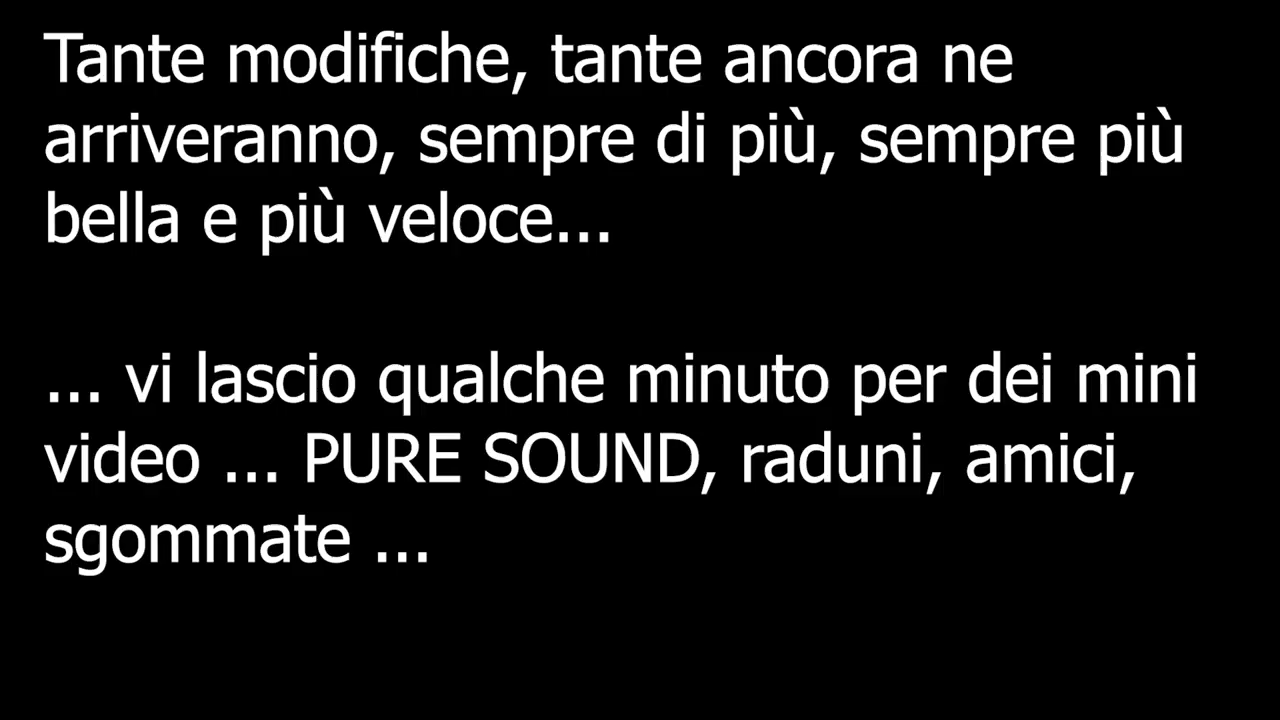 Tante modifiche, tante ancora ne
arriveranno, sempre di più, sempre più
bella e più veloce...
... vi lascio qualche minuto per dei mini
video ... PURE SOUND, raduni, amici,
sgommate ...